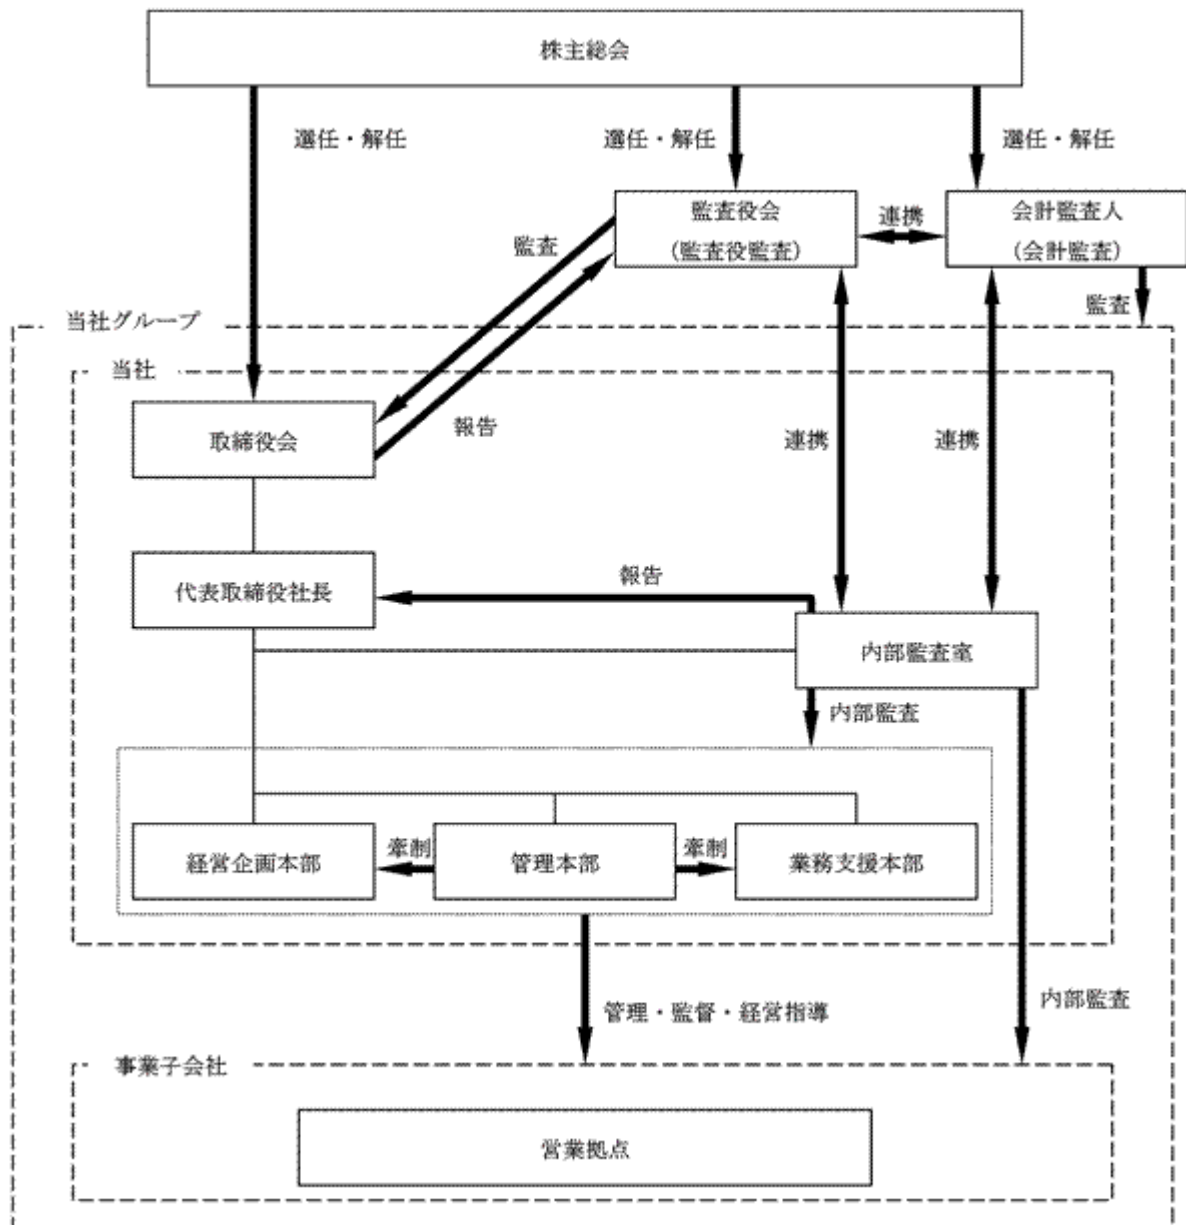 株主総会
選任・解任
選任・解任
選任・解任
監査役会
(監査役監査)
連携
会計監査人
(会計監査)
監査
監査
当社グループ
当社
取締役会
報告
連携
連携
代表取締役社長
報告
内部監査室
内部監査
経営企画本部
牽制
管理本部
牽制
業務支援本部
管理・監督・経営指導
内部監査
事業子会社
営業拠点